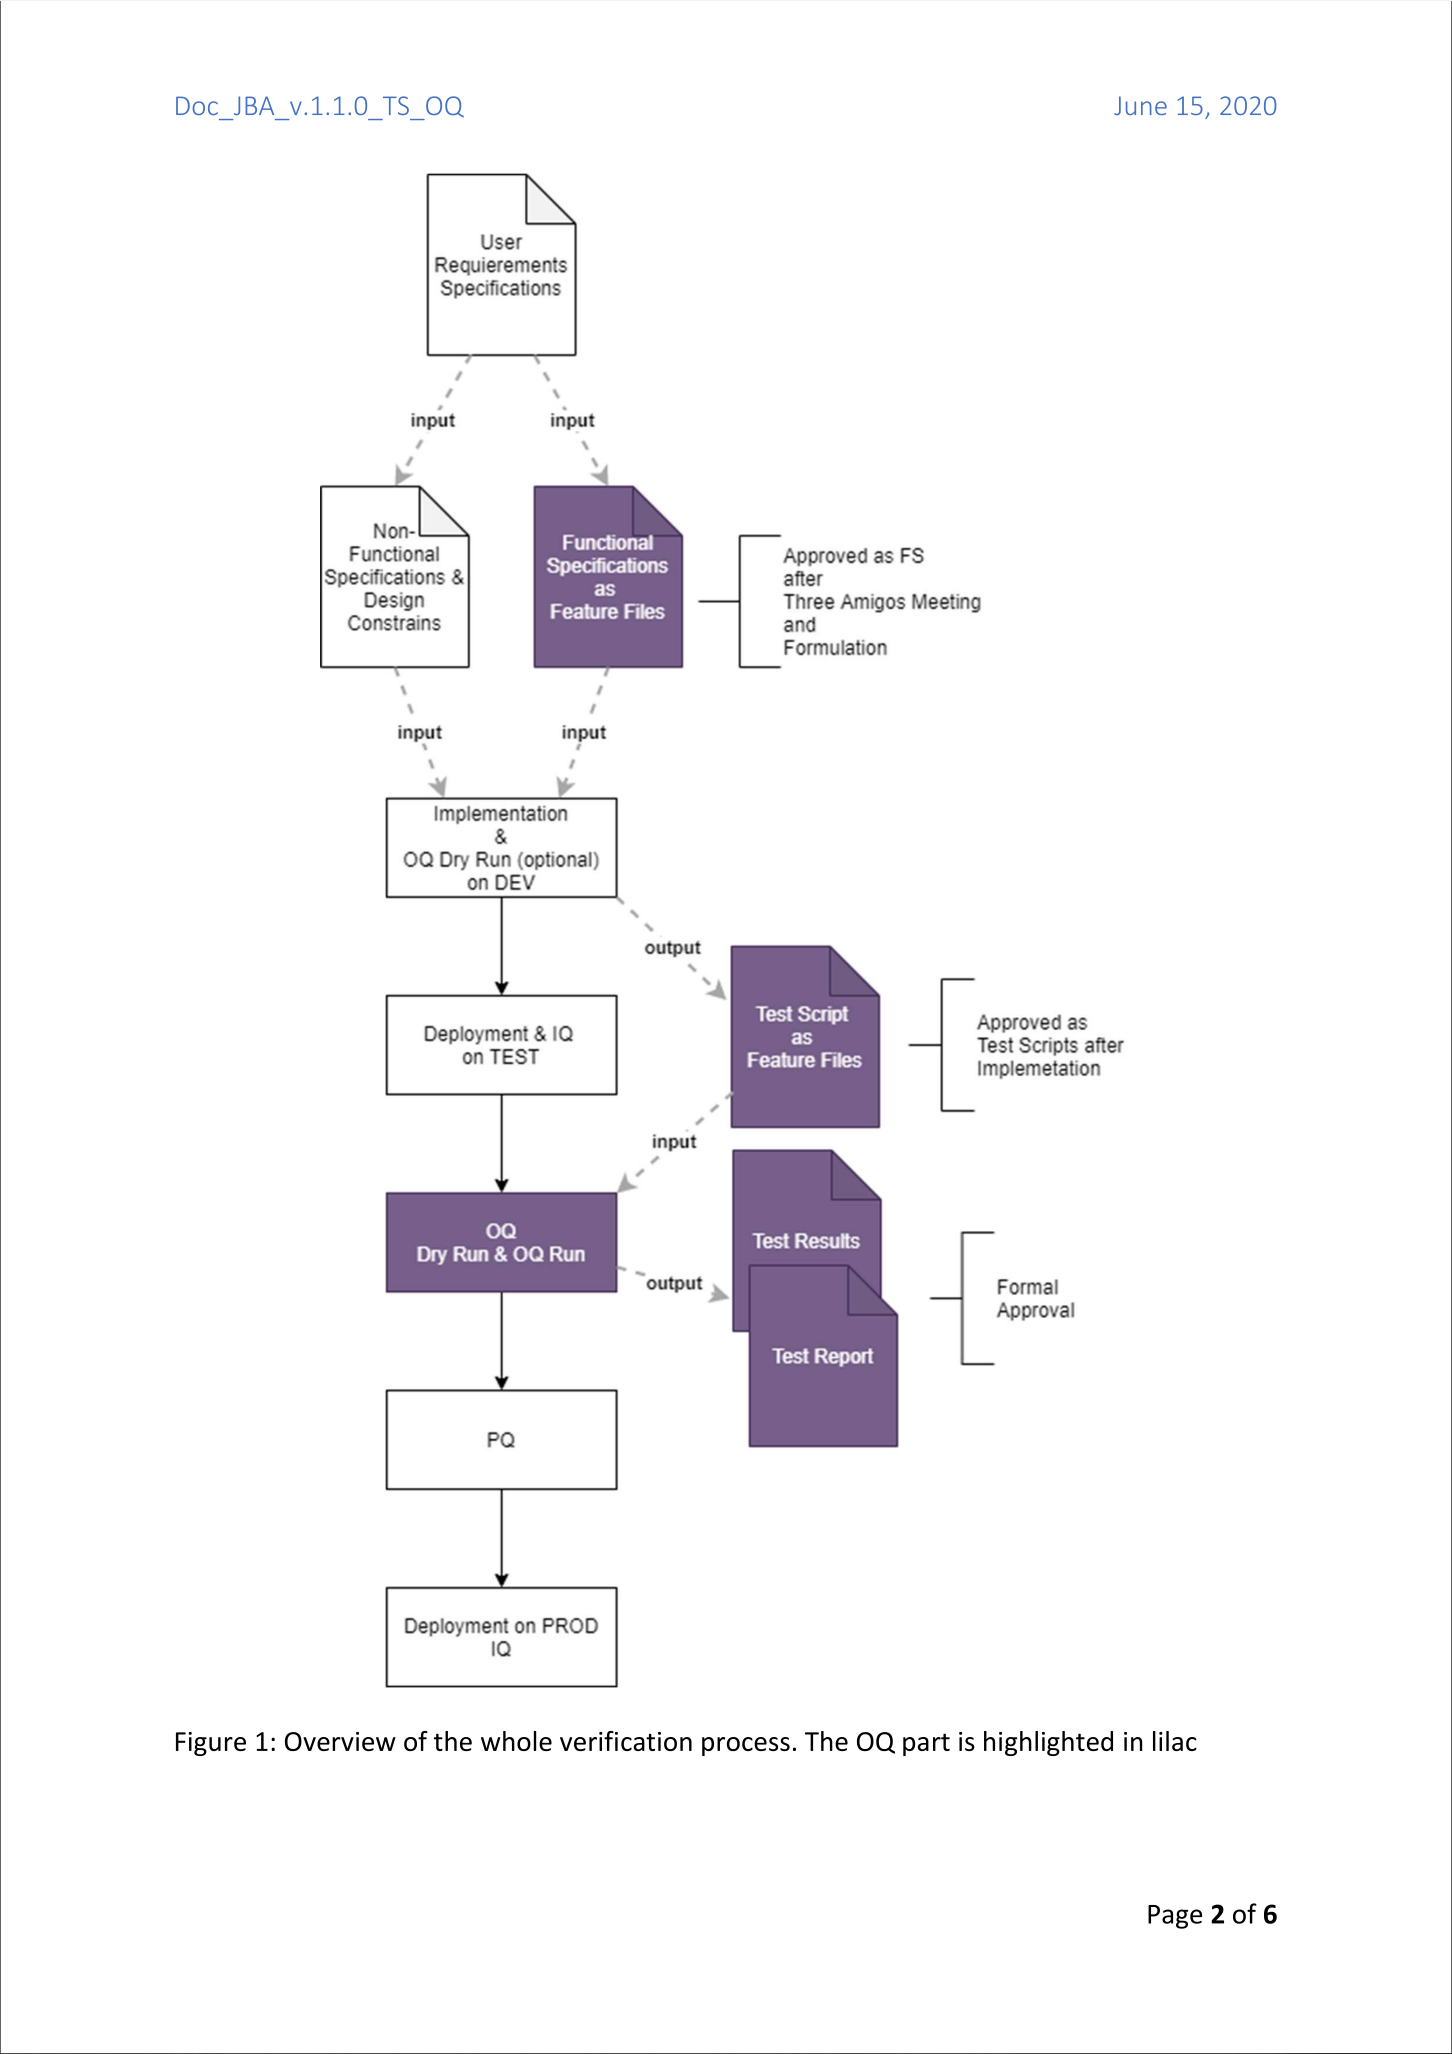 Doc_JBA_v.1.1.0_TS_OQ
June 15, 2020
User
Requierements
Specifications
input
input
Non-
Functional
Specifications &
Design
Constrains
Functional
Specifications
as
Feature Files
Approved as FS
after
Three Amigos Meeting
and
Formulation
input
input
Implementation
&
OQ Dry Run (optional)
on DEV
output
Test Script
as
Feature Files
Approved as
Test Scripts after
Implemetation
Deployment & IQ
on TEST
input
OQ
Dry Run & OQ Run
output
Test Results
Test Report
Formal
Approval
PQ
Deployment on PROD
IQ
Figure 1: Overview of the whole verification process. The OQ part is highlighted in lilac
Page 2 of 6